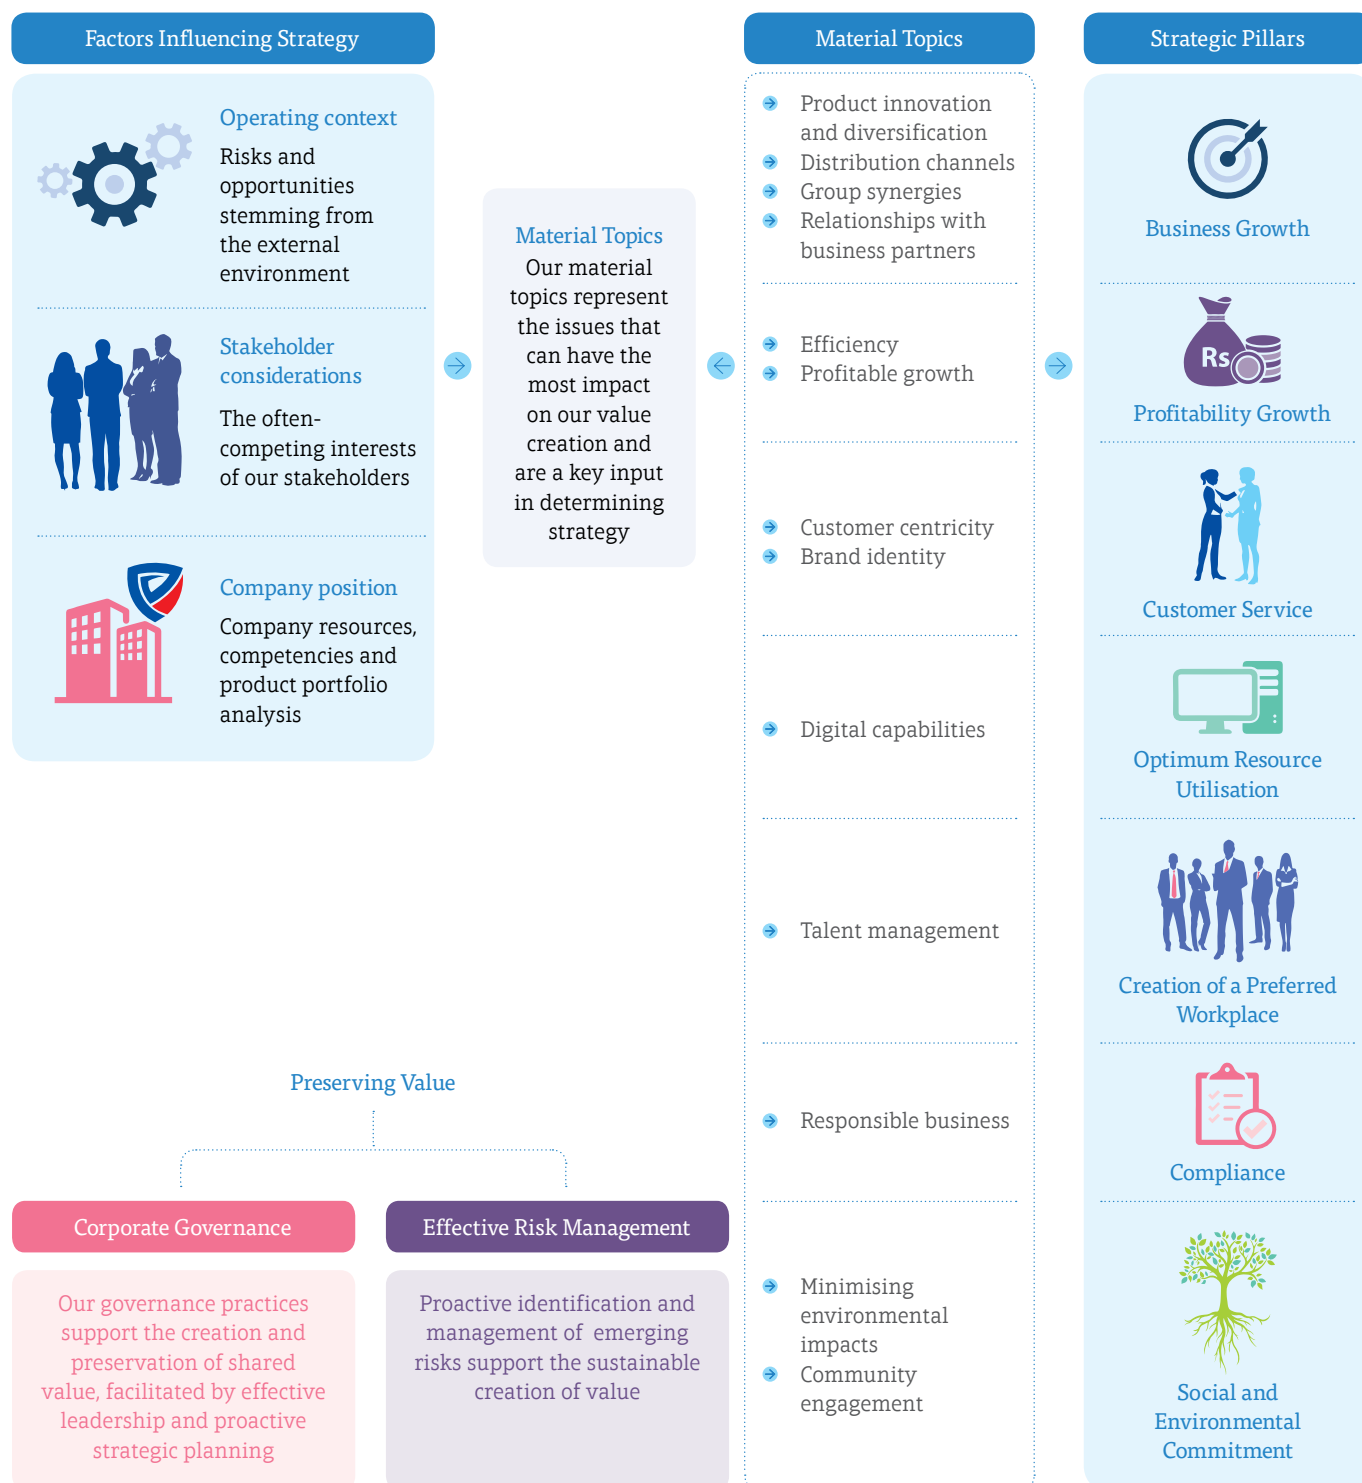 Factors Influencing Strategy
Operating context
Risks and
opportunities
stemming from
the external
environment
Stakeholder
considerations
The often-
competing interests
of our stakeholders
Company position
Company resources,
competencies and
product portfolio
analysis
Material Topics
Our material
topics represent
the issues that
can have the
most impact
on our value
creation and
are a key input
in determining
strategy
Material Topics
Product innovation
and diversification
Distribution channels
Group synergies
Relationships with
business partners
Efficiency
Profitable growth
Customer centricity
Brand identity
Digital capabilities
Talent management
Responsible business
Minimising
environmental
impacts
Community
engagement
Strategic Pillars
Business Growth
Rs
Profitability Growth
Customer Service
Optimum Resource
Utilisation
Creation of a Preferred
Workplace
Compliance
Social and
Environmental
Commitment
Preserving Value
Corporate Governance
Our governance practices
support the creation and
preservation of shared
value, facilitated by effective
leadership and proactive
strategic planning
Effective Risk Management
Proactive identification and
management of  emerging
risks support the sustainable
creation of value